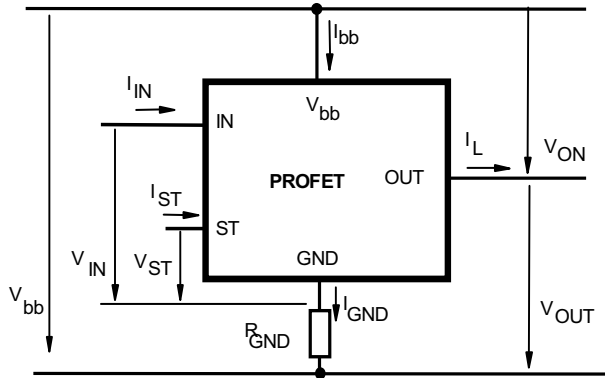 I_bb
I_IN
V_bb
IN
I_L
V_ON
PROFET
OUT
I_ST
ST
V_IN
V_ST
GND
V_bb
I_GND
V_OUT
R_GND